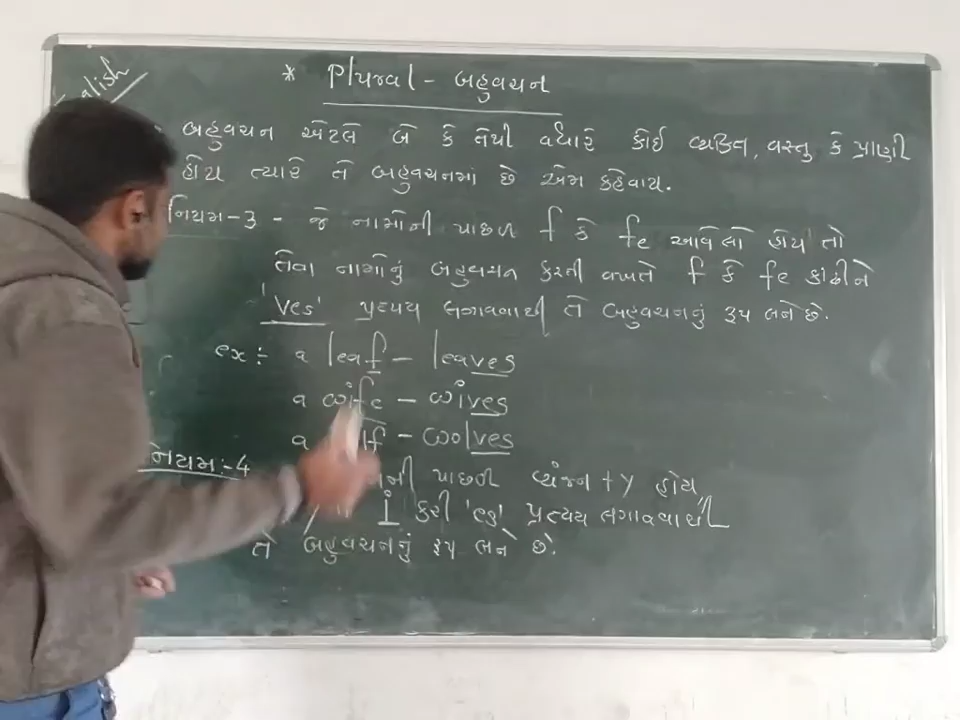 * Plural - બહુવચન
બહુવચન એટલે બે કે તેથી વધારે કોઈ વ્યકિત, વસ્તુ કે પ્રાણી
હોય ત્યારે તે બહુવચનમાં છે એમ કહેવાય.
નિયમ-3 - જે નામોની પાછળ f કે fe આવેલો હોય તો
તેવા નામોનું બહુવચન કરતી વખતે f કે fe કાઢીને
'ves' પ્રત્યય લગાવવાથી તે બહુવચનનું રૂપ બને છે.
ex ÷ a leaf - leaves
a wife - wives
a lf - wolves
નિયમ:-4 ની પાછળ વ્યંજન + y હોય,
i કરી 'es' પ્રત્યય લગાવવાથી
તે બહુવચનનું રૂપ બને છે.